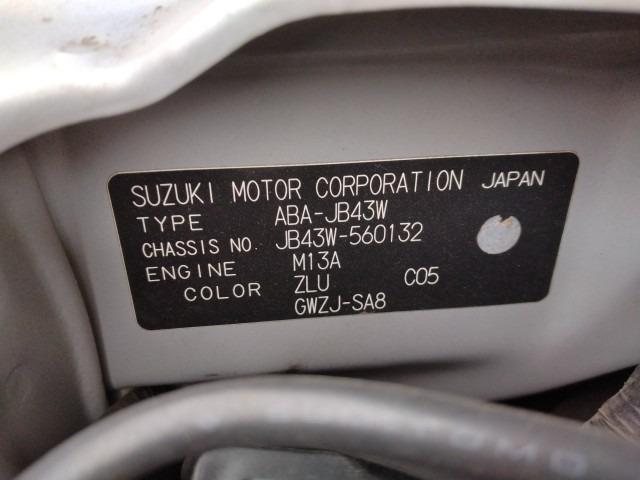 SUZUKI MOTOR CORPORATION JAPAN
TYPE ABA-JB43W
CHASSIS NO. JB43W-560132
ENGINE M13A
COLOR ZLU C05
GWZJ-SA8